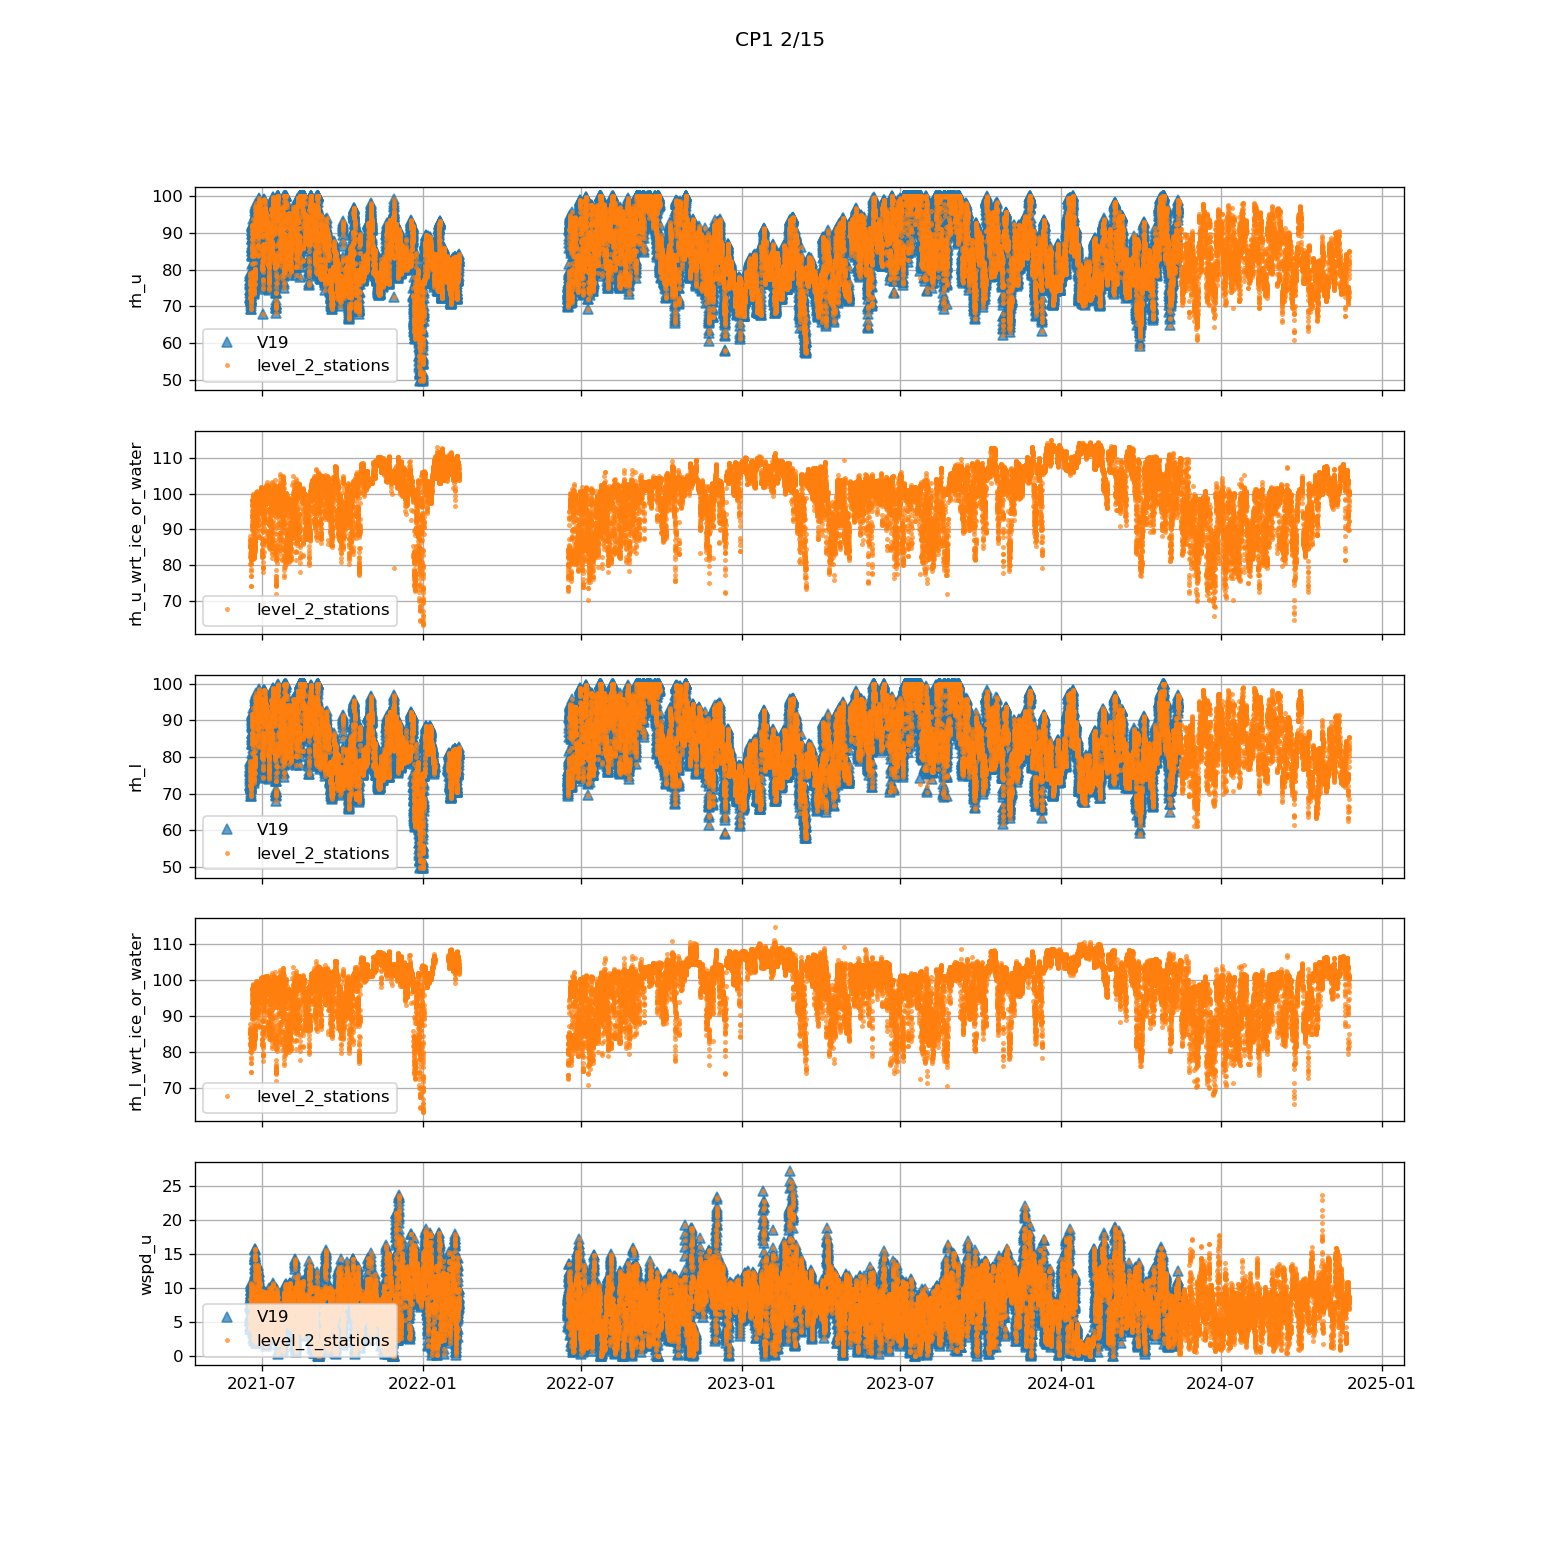 CP1 2/15
100
90
80
70
60
50
rh_u
V19
level_2_stations
110
100
90
80
70
rh_u_wrt_ice_or_water
level_2_stations
100
90
80
70
60
50
rh_l
V19
level_2_stations
110
100
90
80
70
rh_l_wrt_ice_or_water
level_2_stations
25
20
15
10
5
0
wspd_u
V19
level_2_stations
2021-07 2022-01 2022-07 2023-01 2023-07 2024-01 2024-07 2025-01